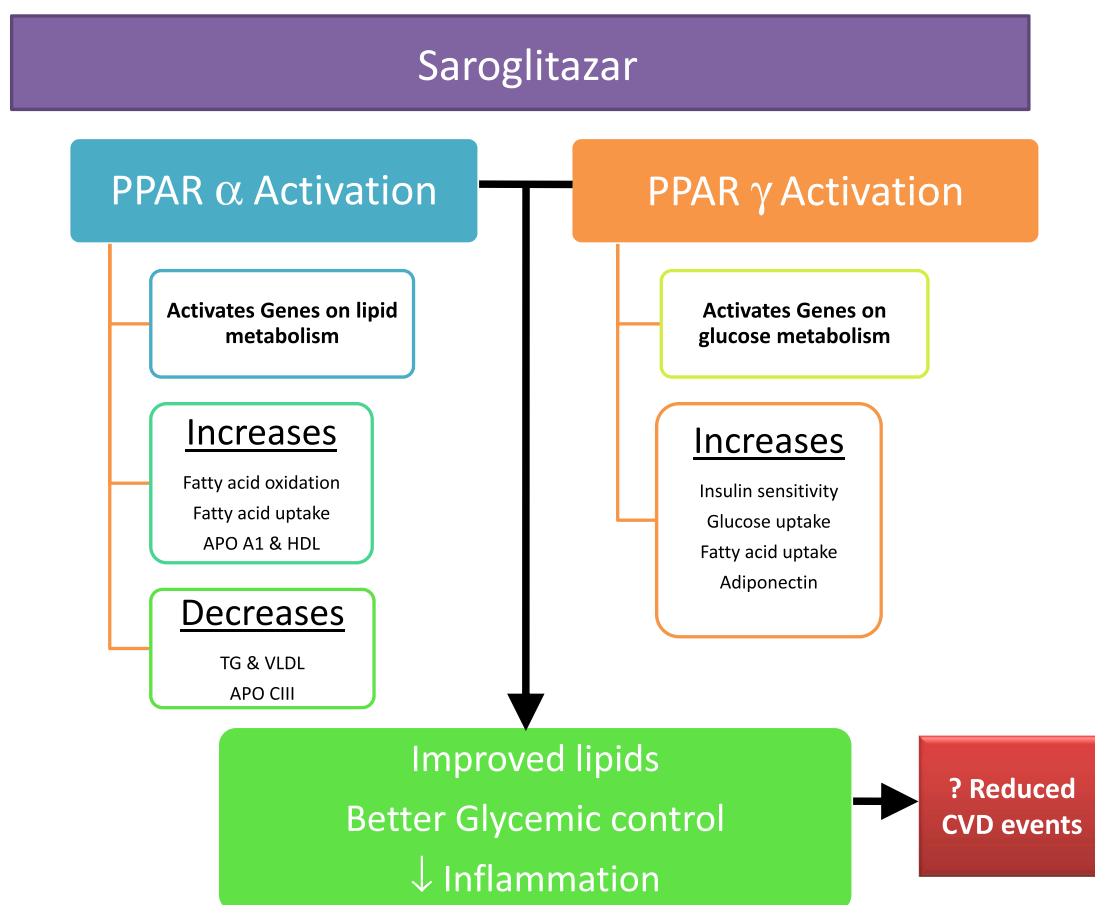 Saroglitazar
PPAR α Activation
Activates Genes on lipid
metabolism
Increases
Fatty acid oxidation
Fatty acid uptake
APO A1 & HDL
Decreases
TG & VLDL
APO CIII
PPAR γ Activation
Activates Genes on
glucose metabolism
Increases
Insulin sensitivity
Glucose uptake
Fatty acid uptake
Adiponectin
Improved lipids
Better Glycemic control
↓ Inflammation
? Reduced
CVD events